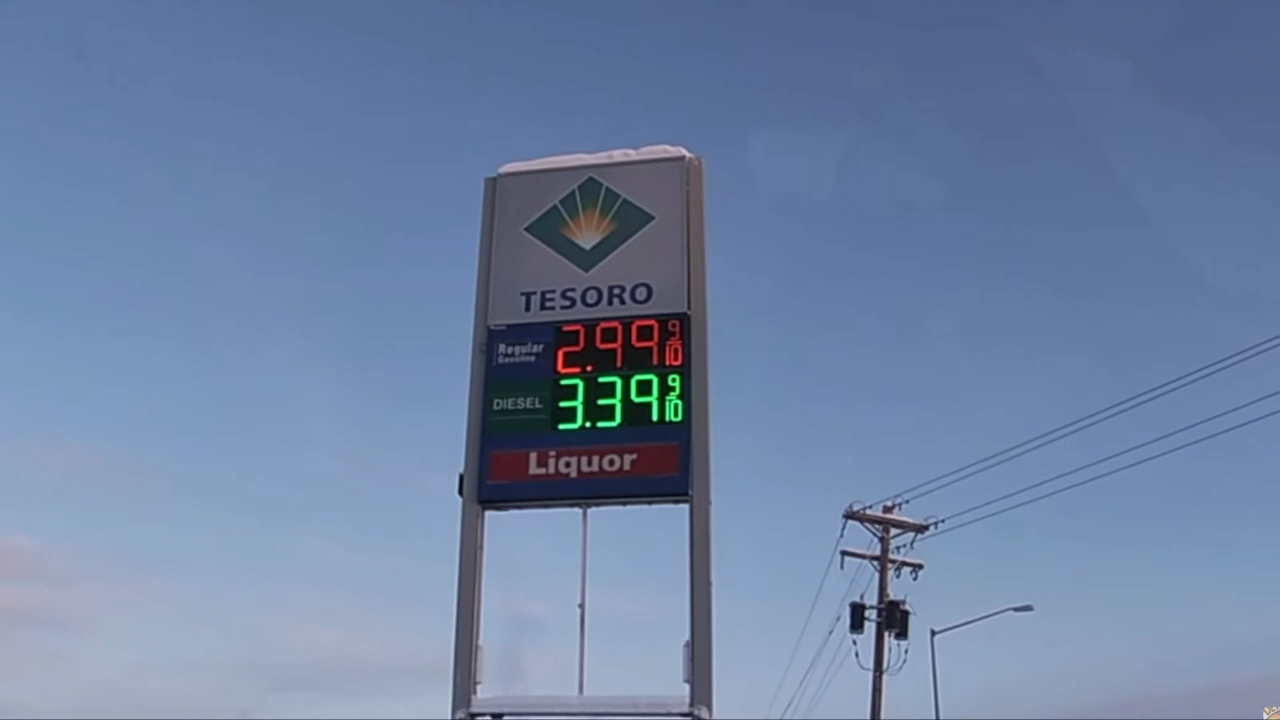 TESORO
Regular
Gasoline
2.99 9/10
DIESEL
3.39 9/10
Liquor